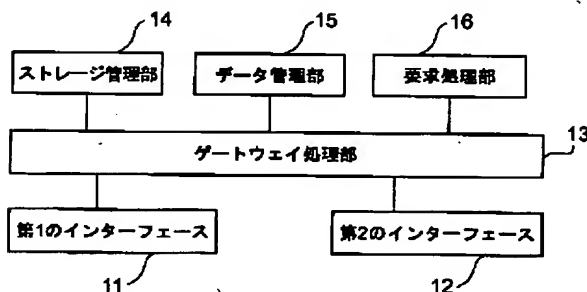 14
15
16
ストレージ管理部
データ管理部
要求処理部
13
ゲートウェイ処理部
第1のインターフェース
第2のインターフェース
11
12